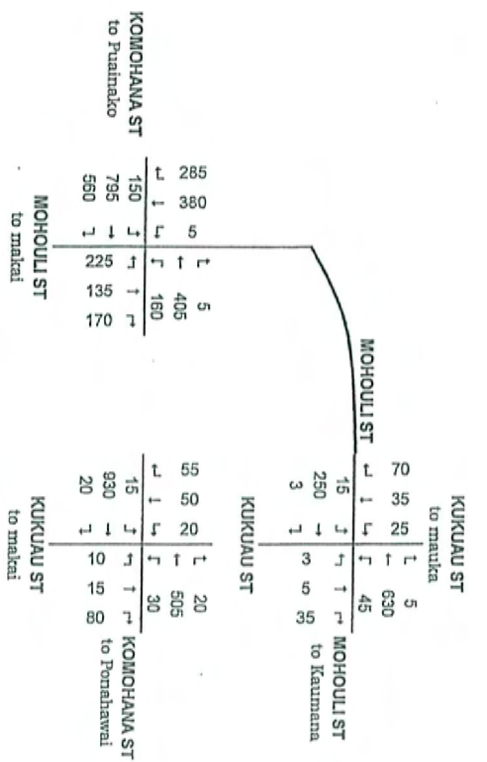 KUKUAU ST
to mauka
70 35 25
5
630
45
MOHOULI ST
15
250
3
3 5 35
MOHOULI ST
to Kaumana
KUKUAU ST
285 380 5
5
405
160
KOMOHANA ST
to Puainako
150
795
560
225 135 170
MOHOULI ST
to makai
55 50 20
20
505
30
15
930
20
10 15 80
KOMOHANA ST
to Ponahawai
KUKUAU ST
to makai